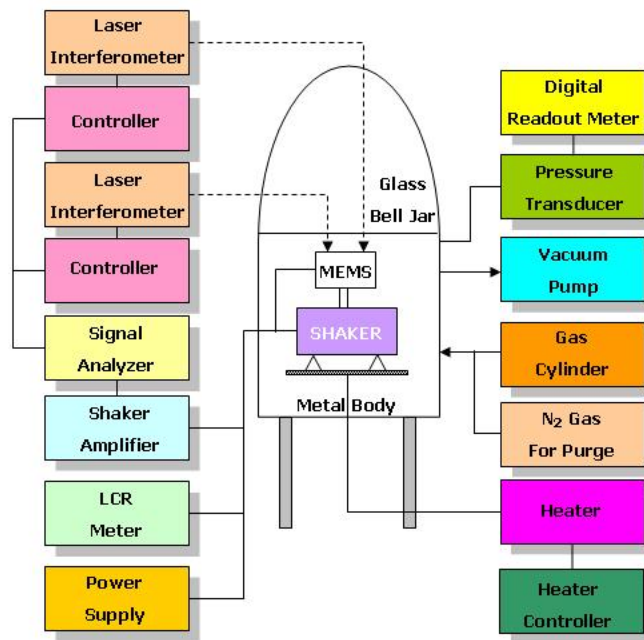 Laser
Interferometer
Controller
Laser
Interferometer
Controller
Signal
Analyzer
Shaker
Amplifier
LCR
Meter
Power
Supply
Glass
Bell Jar
MEMS
SHAKER
Metal Body
Digital
Readout Meter
Pressure
Transducer
Vacuum
Pump
Gas
Cylinder
N₂ Gas
For Purge
Heater
Heater
Controller